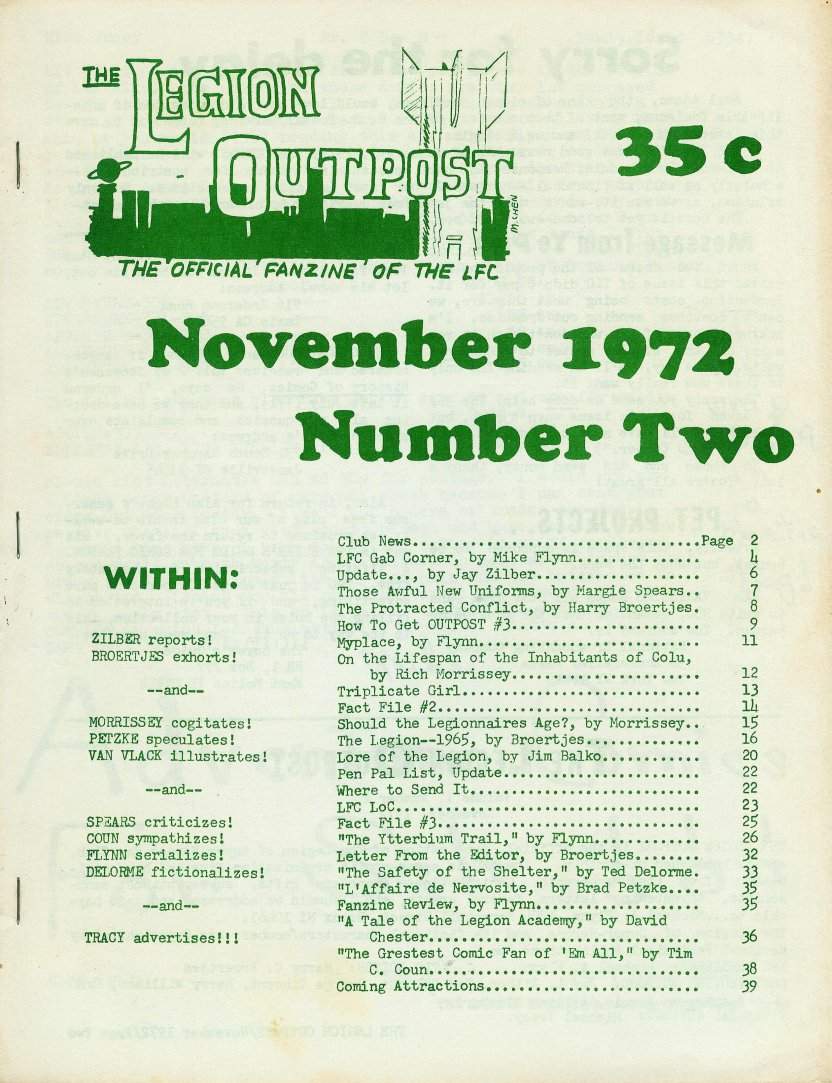 THE LEGION
OUTPOST
M. CHEN
THE 'OFFICIAL' FANZINE' OF THE LFC
35 c
November 1972
Number Two
WITHIN:
ZILBER reports!
BROERTJES exhorts!
--and--
MORRISSEY cogitates!
PETZKE speculates!
VAN VLACK illustrates!
--and--
SPEARS criticizes!
COUN sympathizes!
FLYNN serializes!
DELORME fictionalizes!
--and--
TRACY advertises!!!
Club News...................................Page 2
LFC Gab Corner, by Mike Flynn............... 4
Update..., by Jay Zilber.................... 6
Those Awful New Uniforms, by Margie Spears.. 7
The Protracted Conflict, by Harry Broertjes. 8
How To Get OUTPOST #3....................... 9
Myplace, by Flynn........................... 11
On the Lifespan of the Inhabitants of Colu,
by Rich Morrissey....................... 12
Triplicate Girl............................. 13
Fact File #2................................ 14
Should the Legionnaires Age?, by Morrissey.. 15
The Legion--1965, by Broertjes.............. 16
Lore of the Legion, by Jim Balko............ 20
Pen Pal List, Update........................ 22
Where to Send It............................ 22
LFC LoC..................................... 23
Fact File #3................................ 25
"The Ytterbium Trail," by Flynn............. 26
Letter From the Editor, by Broertjes........ 32
"The Safety of the Shelter," by Ted Delorme. 33
"L'Affaire de Nervosite," by Brad Petzke.... 35
Fanzine Review, by Flynn.................... 35
"A Tale of the Legion Academy," by David
Chester................................. 36
"The Grestest Comic Fan of 'Em All," by Tim
C. Coun................................. 38
Coming Attractions.......................... 39